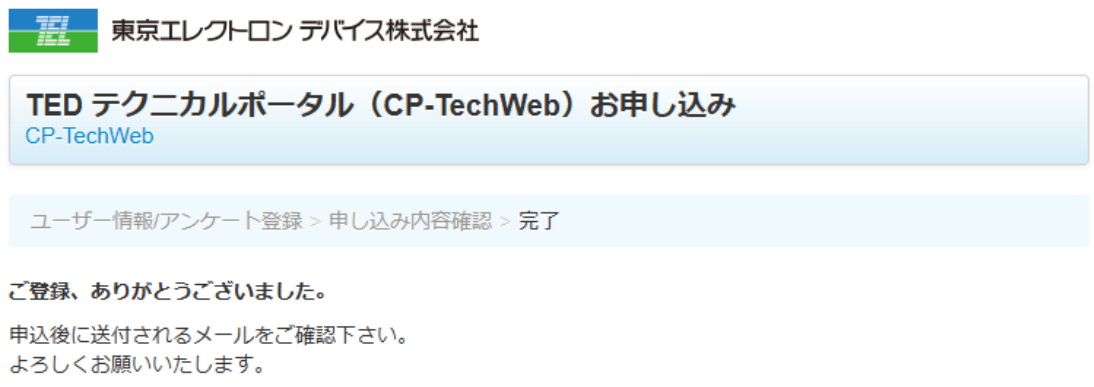 TEL 東京エレクトロン デバイス株式会社
TED テクニカルポータル（CP-TechWeb）お申し込み
CP-TechWeb
ユーザー情報/アンケート登録 > 申し込み内容確認 > 完了
ご登録、ありがとうございました。
申込後に送付されるメールをご確認下さい。
よろしくお願いいたします。